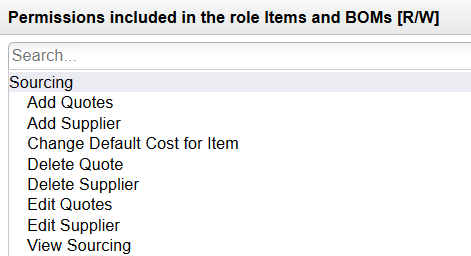 Permissions included in the role Items and BOMs [R/W]
Search...
Sourcing
Add Quotes
Add Supplier
Change Default Cost for Item
Delete Quote
Delete Supplier
Edit Quotes
Edit Supplier
View Sourcing